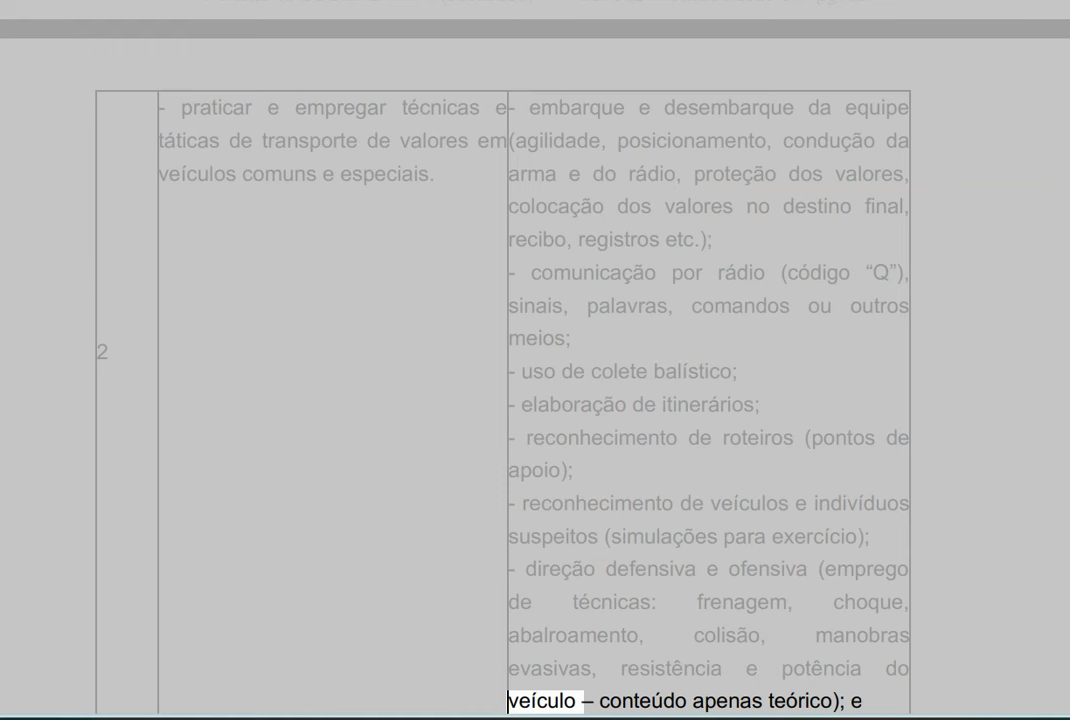 - praticar e empregar técnicas e
táticas de transporte de valores em
veículos comuns e especiais.
2
- embarque e desembarque da equipe
(agilidade, posicionamento, condução da
arma e do rádio, proteção dos valores,
colocação dos valores no destino final,
recibo, registros etc.);
- comunicação por rádio (código “Q”),
sinais, palavras, comandos ou outros
meios;
- uso de colete balístico;
- elaboração de itinerários;
- reconhecimento de roteiros (pontos de
apoio);
- reconhecimento de veículos e indivíduos
suspeitos (simulações para exercício);
- direção defensiva e ofensiva (emprego
de técnicas: frenagem, choque,
abalroamento, colisão, manobras
evasivas, resistência e potência do
veículo – conteúdo apenas teórico); e